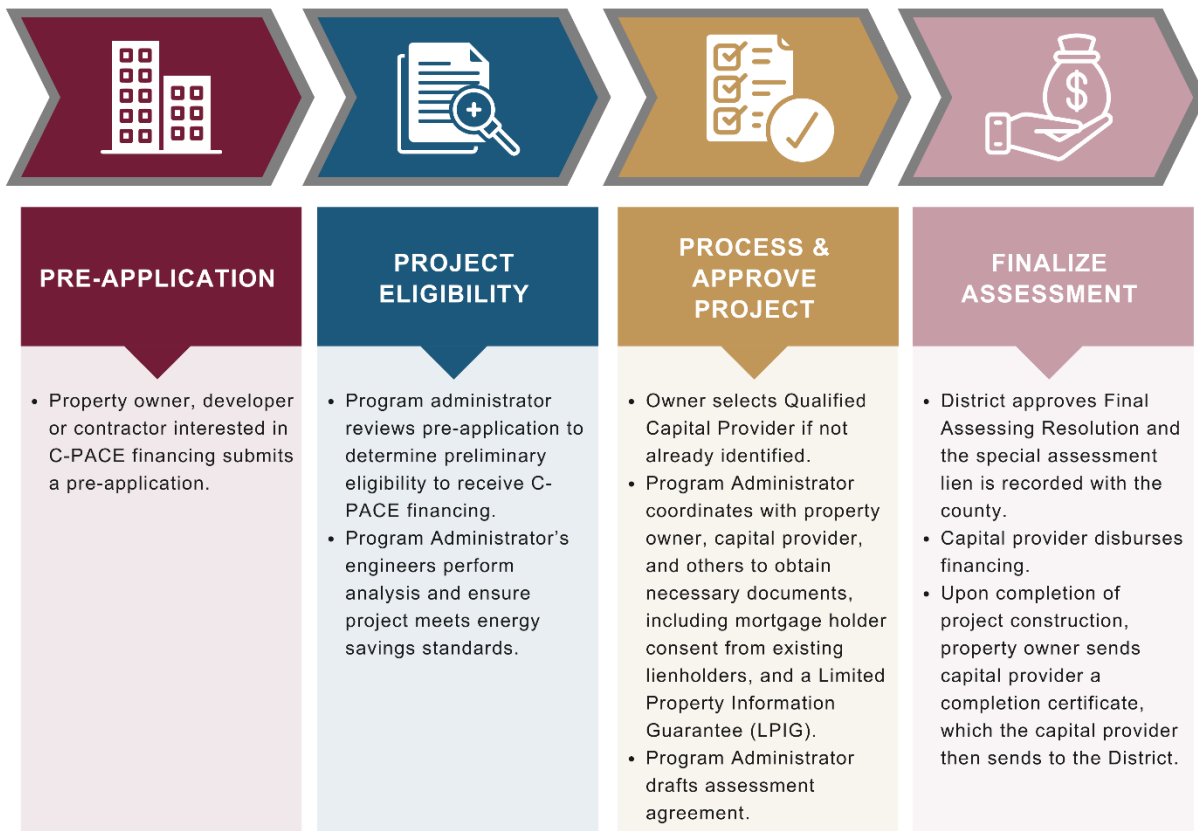 PRE-APPLICATION
• Property owner, developer
or contractor interested in
C-PACE financing submits
a pre-application.
PROJECT
ELIGIBILITY
• Program administrator
reviews pre-application to
determine preliminary
eligibility to receive C-
PACE financing.
• Program Administrator’s
engineers perform
analysis and ensure
project meets energy
savings standards.
PROCESS &
APPROVE
PROJECT
• Owner selects Qualified
Capital Provider if not
already identified.
• Program Administrator
coordinates with property
owner, capital provider,
and others to obtain
necessary documents,
including mortgage holder
consent from existing
lienholders, and a Limited
Property Information
Guarantee (LPIG).
• Program Administrator
drafts assessment
agreement.
$
FINALIZE
ASSESSMENT
• District approves Final
Assessing Resolution and
the special assessment
lien is recorded with the
county.
• Capital provider disburses
financing.
• Upon completion of
project construction,
property owner sends
capital provider a
completion certificate,
which the capital provider
then sends to the District.